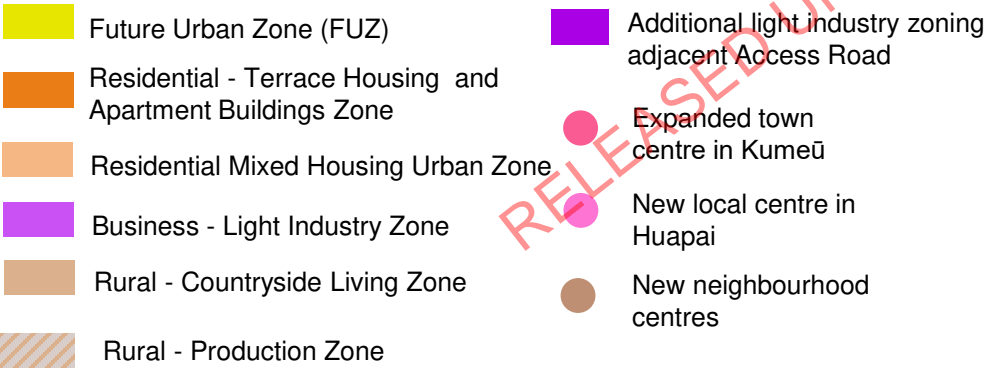 Future Urban Zone (FUZ)
Residential - Terrace Housing and
Apartment Buildings Zone
Residential Mixed Housing Urban Zone
Business - Light Industry Zone
Rural - Countryside Living Zone
Rural - Production Zone
Additional light industry zoning
adjacent Access Road
Expanded town
centre in Kumeū
New local centre in
Huapai
New neighbourhood
centres
RELEASED